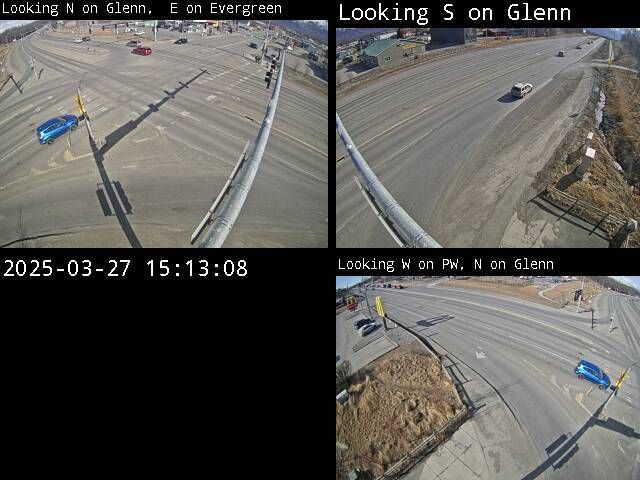 Looking N on Glenn,  E on Evergreen
Looking S on Glenn
2025-03-27 15:13:08
Looking W on PW, N on Glenn